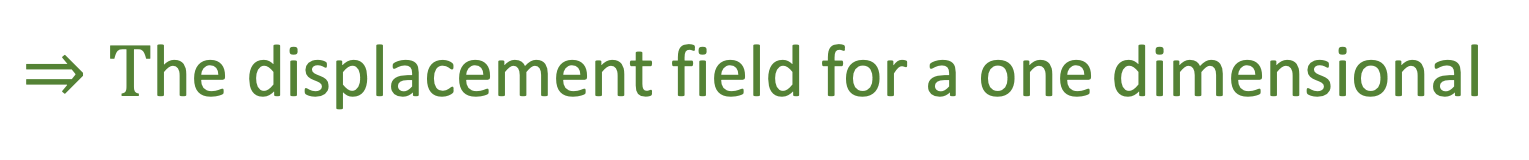 ⇒ The displacement field for a one dimensional